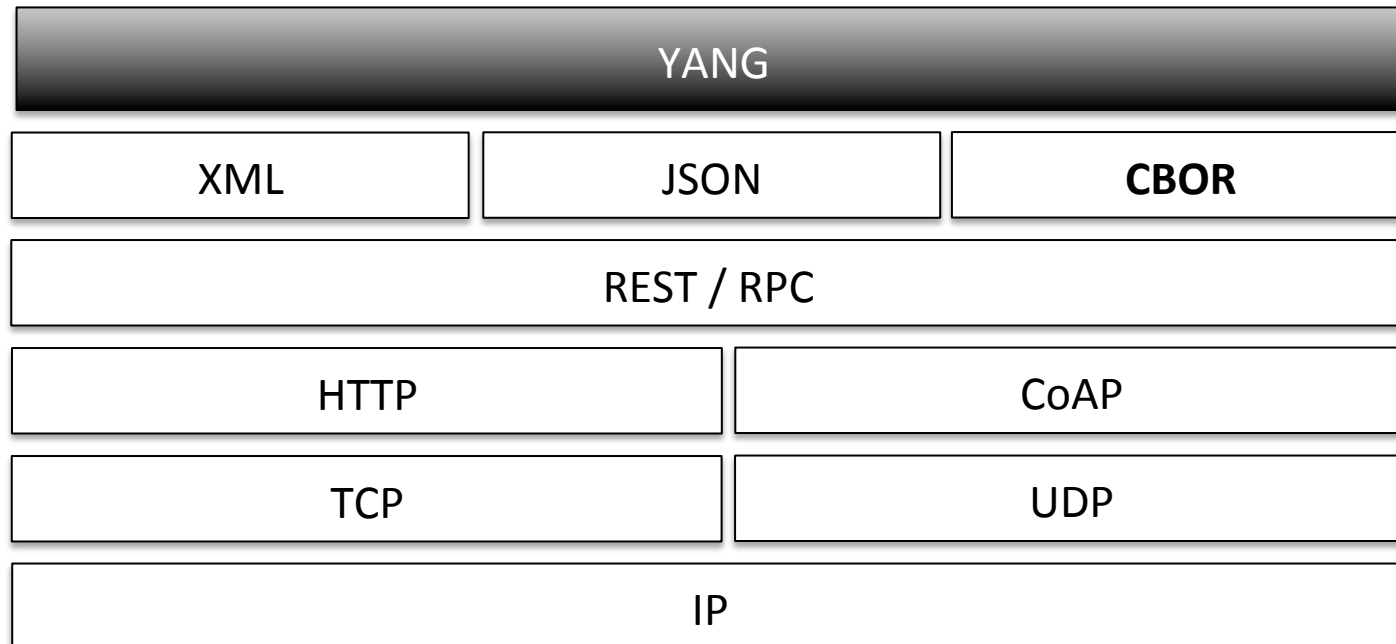 YANG
XML JSON CBOR
REST / RPC
HTTP CoAP
TCP UDP
IP